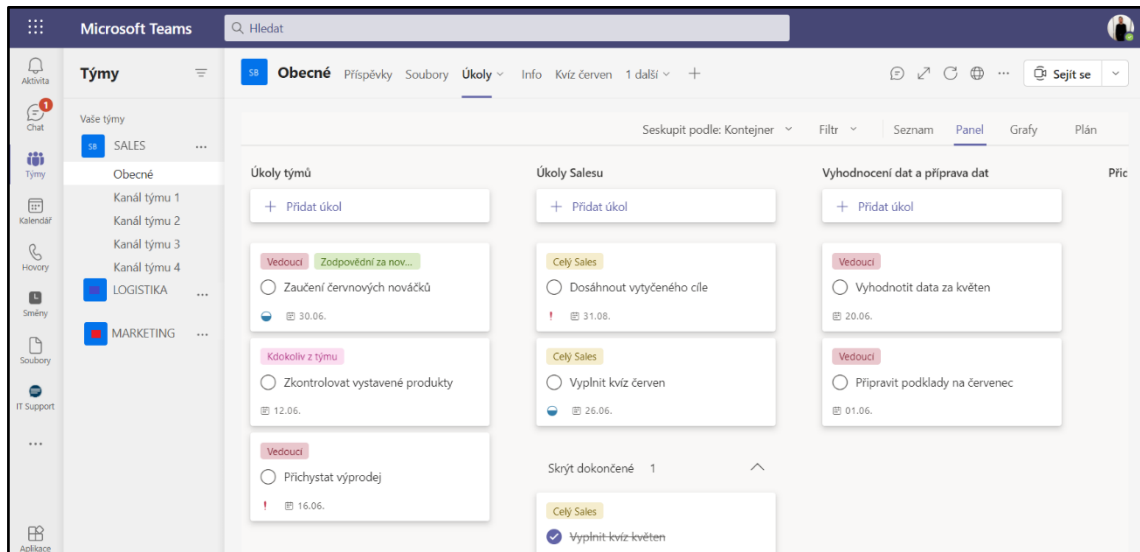 Microsoft Teams
Hledat
Aktivita
Chat
1
Týmy
Kalendář
Hovory
Směny
Soubory
IT Support
Aplikace
Týmy
Vaše týmy
SB SALES
Obecné
Kanál týmu 1
Kanál týmu 2
Kanál týmu 3
Kanál týmu 4
LOGISTIKA
MARKETING
SB Obecné Příspěvky Soubory Úkoly Info Kvíz červen 1 další Sejít se
Seskupit podle: Kontejner Filtr Seznam Panel Grafy Plán
Úkoly týmů
+ Přidat úkol
Vedoucí Zodpovědní za nov...
Zaučení červnových nováčků
30.06.
Kdokoliv z týmu
Zkontrolovat vystavené produkty
12.06.
Vedoucí
Přichystat výprodej
! 16.06.
Úkoly Salesu
+ Přidat úkol
Celý Sales
Dosáhnout vytyčeného cíle
! 31.08.
Celý Sales
Vyplnit kvíz červen
26.06.
Skrýt dokončené 1
Celý Sales
Vyplnit kvíz květen
Vyhodnocení dat a příprava dat
+ Přidat úkol
Vedoucí
Vyhodnotit data za květen
20.06.
Vedoucí
Připravit podklady na červenec
01.06.
Přic